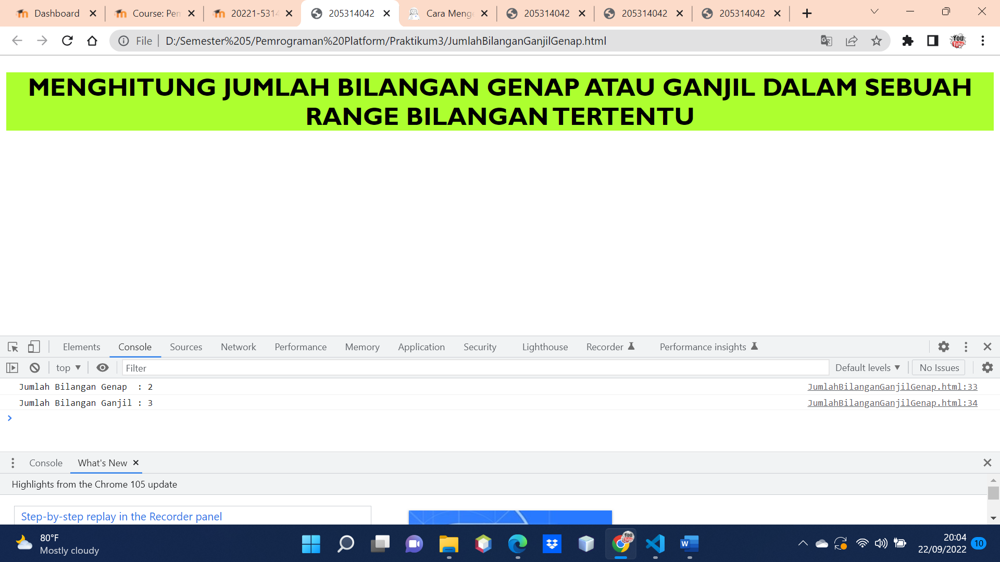 Dashboard
Course: Pem
20221-5314
205314042
Cara Menge
205314042
205314042
205314042
File
D:/Semester%205/Pemrograman%20Platform/Praktikum3/JumlahBilanganGanjilGenap.html
MENGHITUNG JUMLAH BILANGAN GENAP ATAU GANJIL DALAM SEBUAH
RANGE BILANGAN TERTENTU
Elements Console Sources Network Performance Memory Application Security Lighthouse Recorder Performance insights
top Filter Default levels No Issues
Jumlah Bilangan Genap  : 2 JumlahBilanganGanjilGenap.html:33
Jumlah Bilangan Ganjil : 3 JumlahBilanganGanjilGenap.html:34
Console What's New
Highlights from the Chrome 105 update
Step-by-step replay in the Recorder panel
80°F
Mostly cloudy
20:04
22/09/2022
10